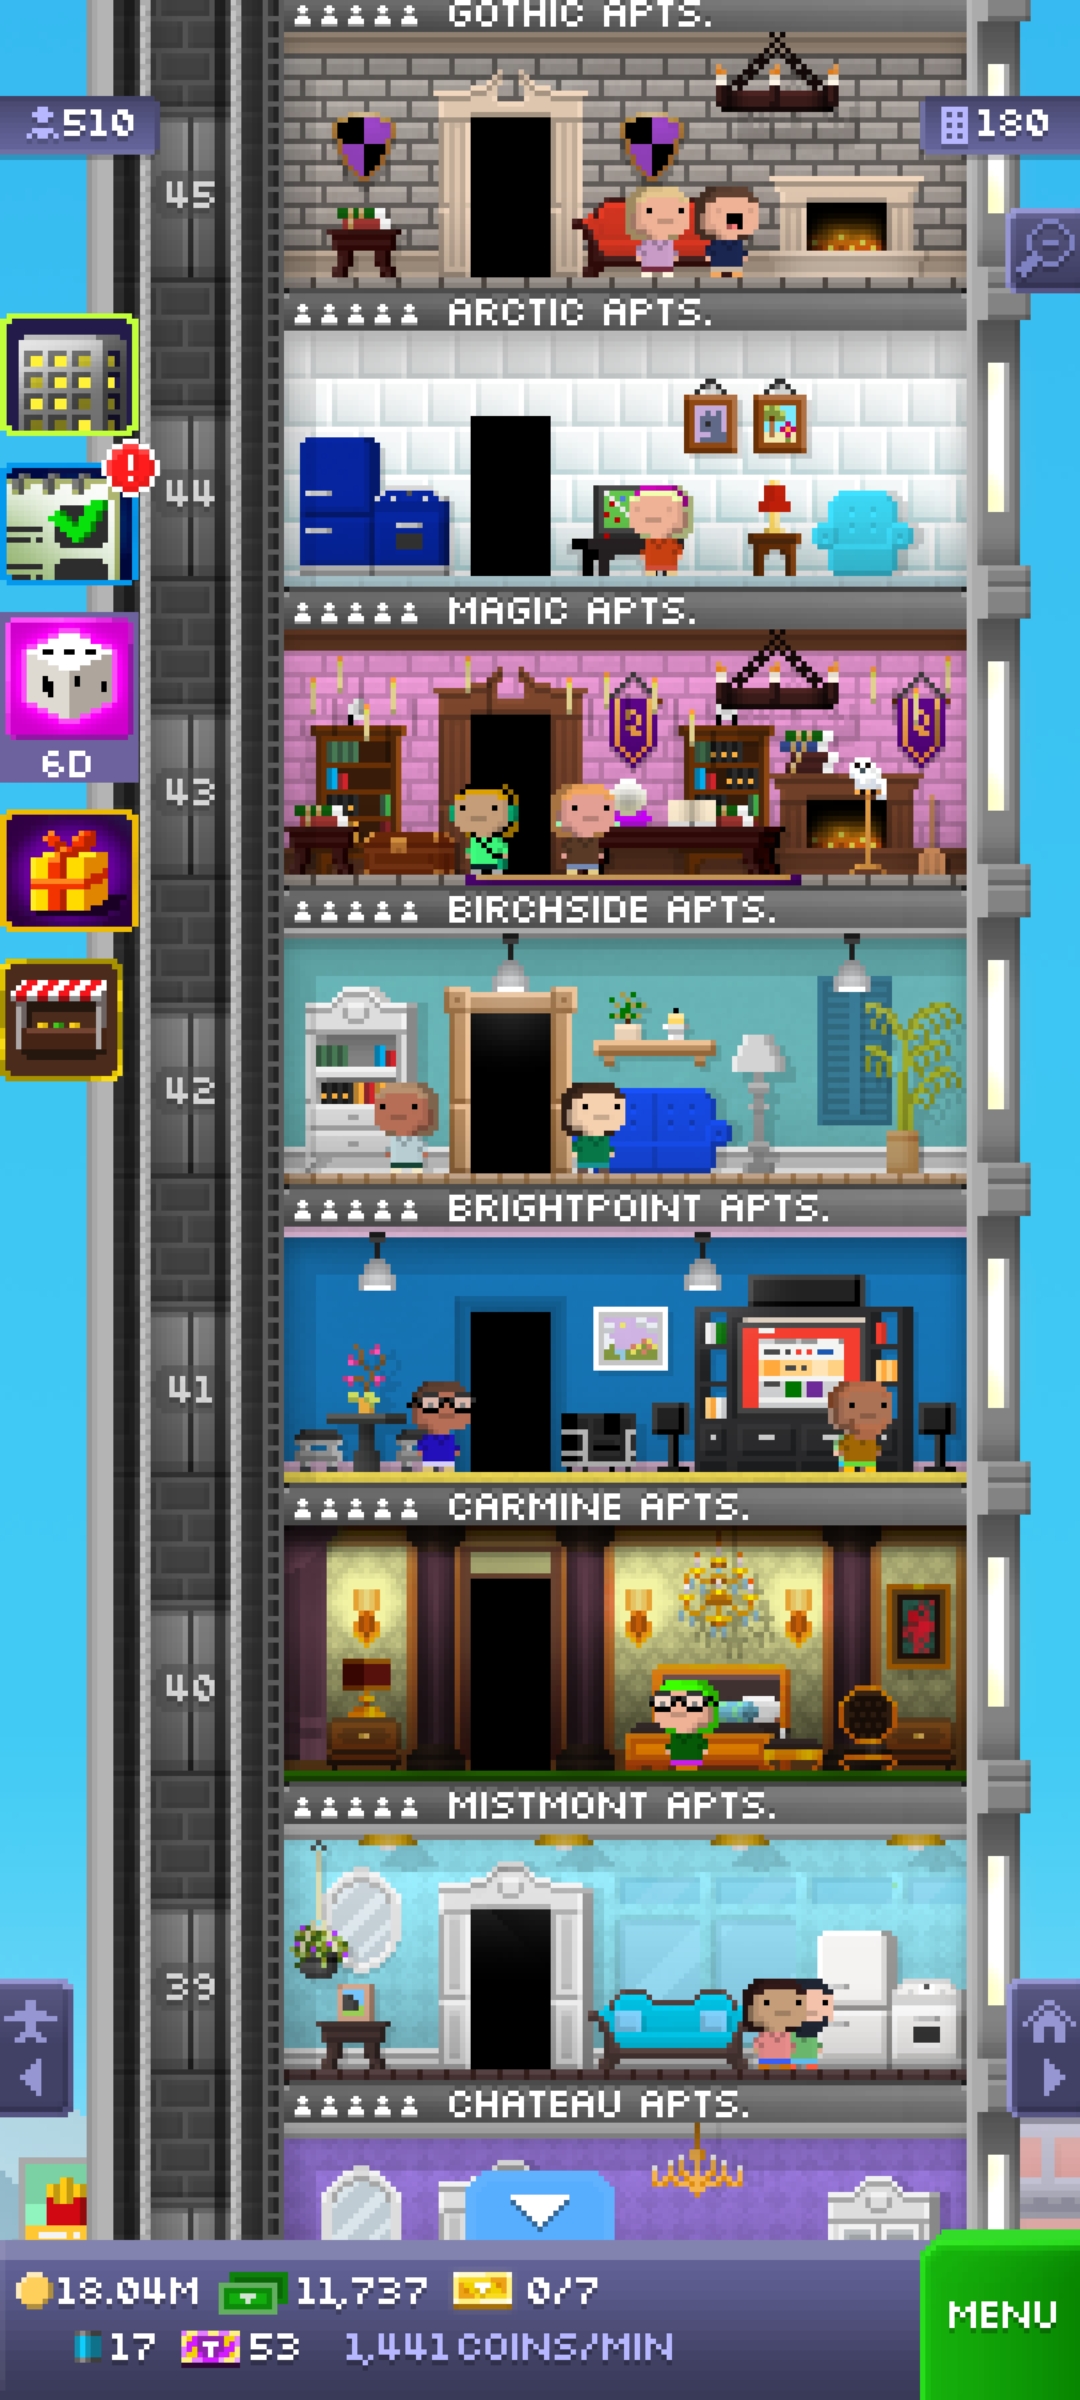 GOTHIC APTS.
510
180
45
ARCTIC APTS.
44
MAGIC APTS.
6D
43
BIRCHSIDE APTS.
42
BRIGHTPOINT APTS.
41
CARMINE APTS.
40
MISTMONT APTS.
39
CHATEAU APTS.
18.04M 11,737 0/7
17 53 1,441 COINS/MIN
MENU